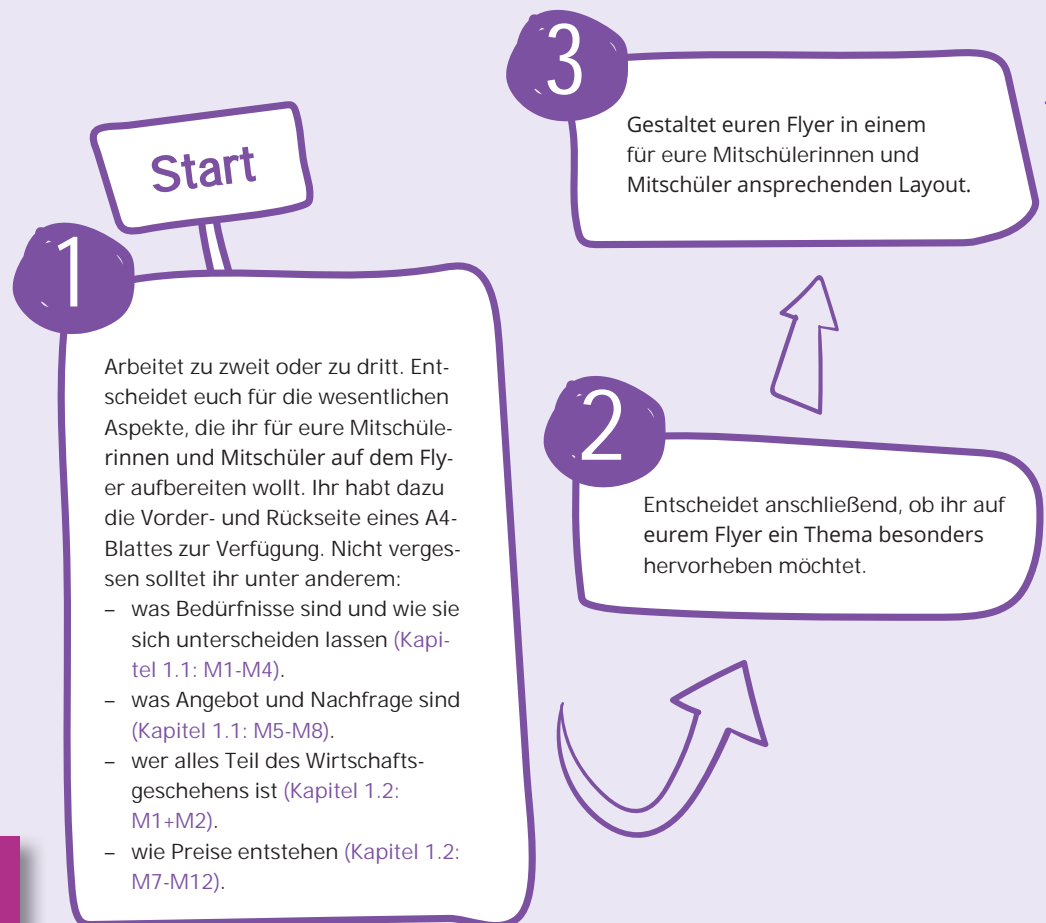 Start
1
Arbeitet zu zweit oder zu dritt. Ent-
scheidet euch für die wesentlichen
Aspekte, die ihr für eure Mitschüle-
rinnen und Mitschüler auf dem Fly-
er aufbereiten wollt. Ihr habt dazu
die Vorder- und Rückseite eines A4-
Blattes zur Verfügung. Nicht verges-
sen solltet ihr unter anderem:
– was Bedürfnisse sind und wie sie
sich unterscheiden lassen (Kapi-
tel 1.1: M1-M4).
– was Angebot und Nachfrage sind
(Kapitel 1.1: M5-M8).
– wer alles Teil des Wirtschafts-
geschehens ist (Kapitel 1.2:
M1+M2).
– wie Preise entstehen (Kapitel 1.2:
M7-M12).
2
Entscheidet anschließend, ob ihr auf
eurem Flyer ein Thema besonders
hervorheben möchtet.
3
Gestaltet euren Flyer in einem
für eure Mitschülerinnen und
Mitschüler ansprechenden Layout.